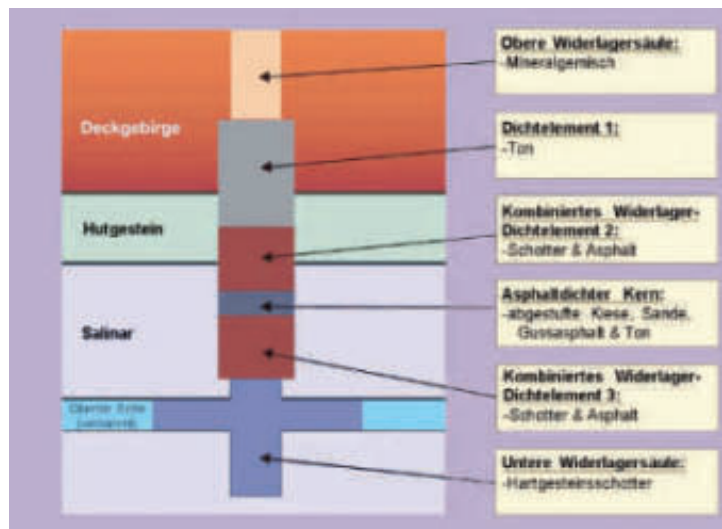 Deckgebirge
Hutgestein
Salinar
Obere Widerlagersäule:
-Mineralgemisch
Dichtelement 1:
-Ton
Kombiniertes Widerlager-
Dichtelement 2:
-Schotter & Asphalt
Asphaltdichter Kern:
-abgestufte Kiese, Sande,
Gussasphalt & Ton
Kombiniertes Widerlager-
Dichtelement 3:
-Schotter & Asphalt
Untere Widerlagersäule:
-Hartgesteinsschotter